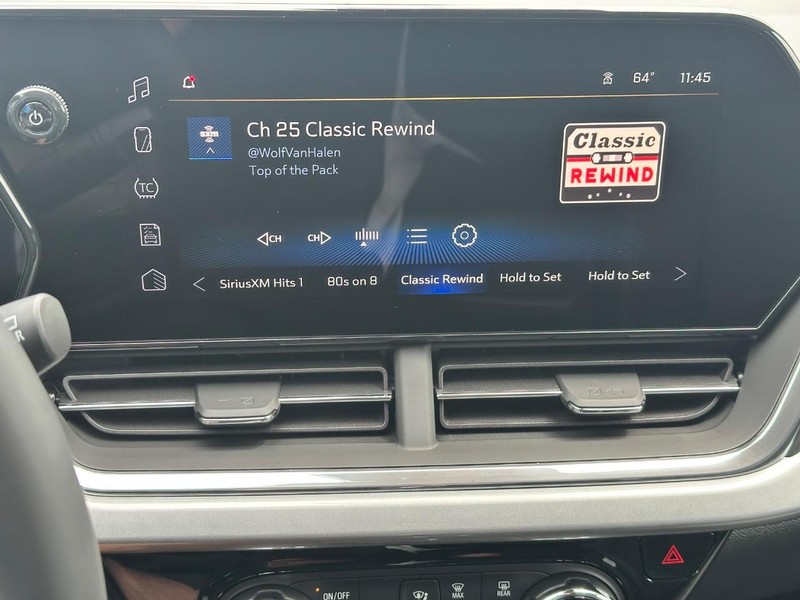 64° 11:45
sxm
Ch 25 Classic Rewind
@WolfVanHalen
Top of the Pack
Classic
REWIND
TC
CH CH
SiriusXM Hits 1 80s on 8 Classic Rewind Hold to Set Hold to Set
R
ON/OFF
MAX
REAR